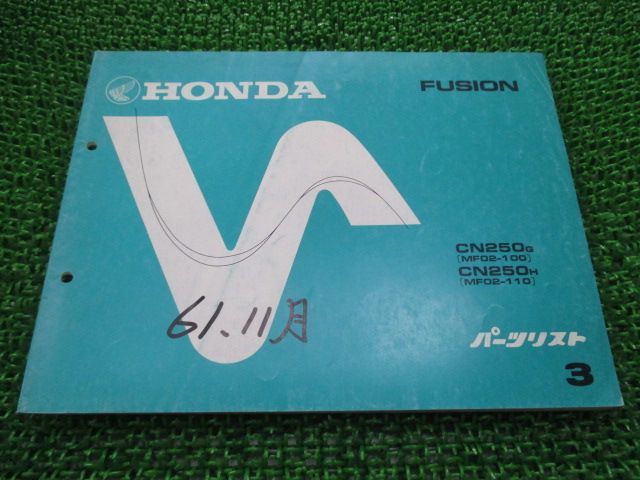 HONDA
FUSION
CN250G
(MF02-100)
CN250H
(MF02-110)
61.11月
パーツリスト
3